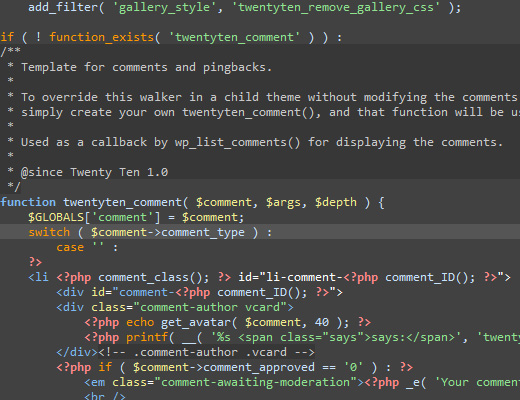 add_filter( 'gallery_style', 'twentyten_remove_gallery_css' );
if ( ! function_exists( 'twentyten_comment' ) ) :
/**
* Template for comments and pingbacks.
*
* To override this walker in a child theme without modifying the comments
* simply create your own twentyten_comment(), and that function will be us
*
* Used as a callback by wp_list_comments() for displaying the comments.
*
* @since Twenty Ten 1.0
*/
function twentyten_comment( $comment, $args, $depth ) {
$GLOBALS['comment'] = $comment;
switch ( $comment->comment_type ) :
case '' :
?>
<li <?php comment_class(); ?> id="li-comment-<?php comment_ID(); ?>">
<div id="comment-<?php comment_ID(); ?>">
<div class="comment-author vcard">
<?php echo get_avatar( $comment, 40 ); ?>
<?php printf( __( '%s <span class="says">says:</span>', 'twenty
</div><!-- .comment-author .vcard -->
<?php if ( $comment->comment_approved == '0' ) : ?>
<em class="comment-awaiting-moderation"><?php _e( 'Your comment
<br />